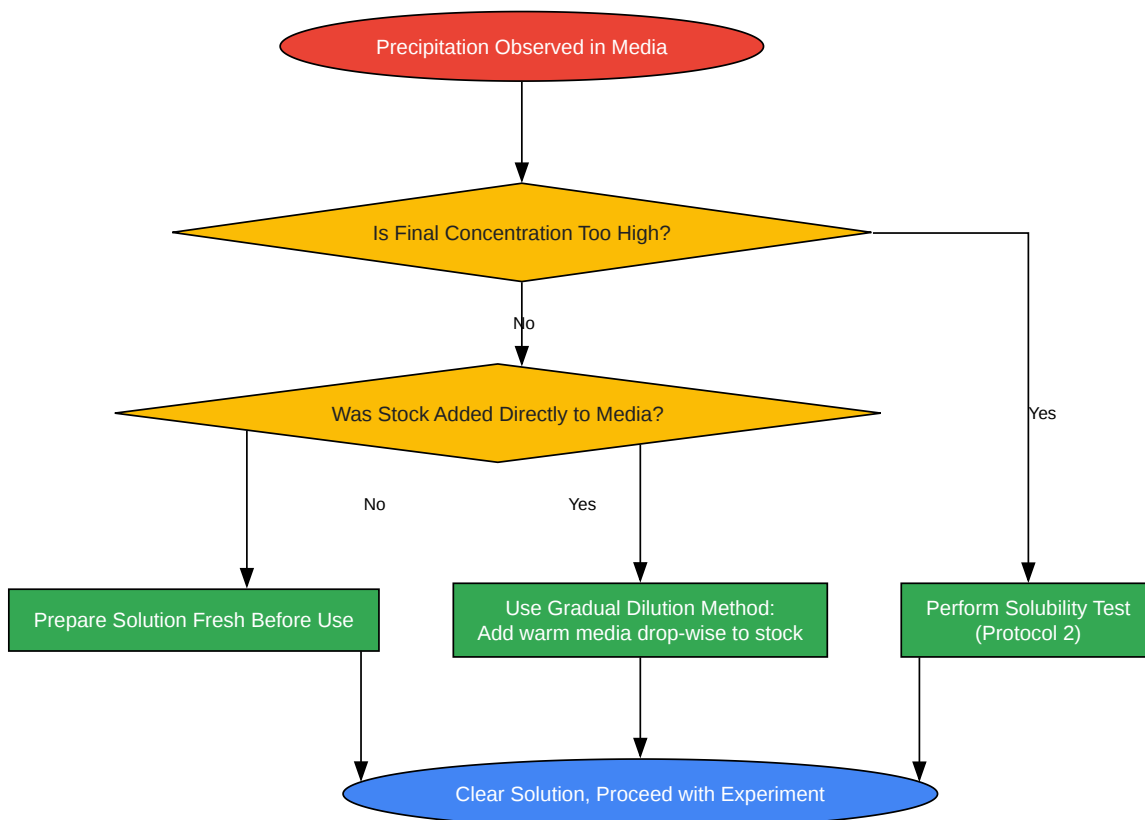 Precipitation Observed in Media
Is Final Concentration Too High?
No
Was Stock Added Directly to Media?
Yes
No
Yes
Prepare Solution Fresh Before Use
Use Gradual Dilution Method:
Add warm media drop-wise to stock
Perform Solubility Test
(Protocol 2)
Clear Solution, Proceed with Experiment